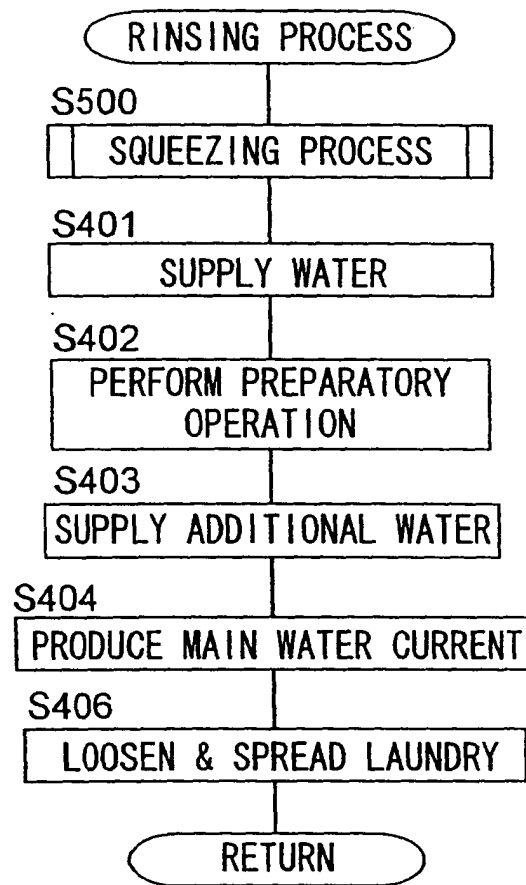 RINSING PROCESS
S500
SQUEEZING PROCESS
S401
SUPPLY WATER
S402
PERFORM PREPARATORY
OPERATION
S403
SUPPLY ADDITIONAL WATER
S404
PRODUCE MAIN WATER CURRENT
S406
LOOSEN & SPREAD LAUNDRY
RETURN